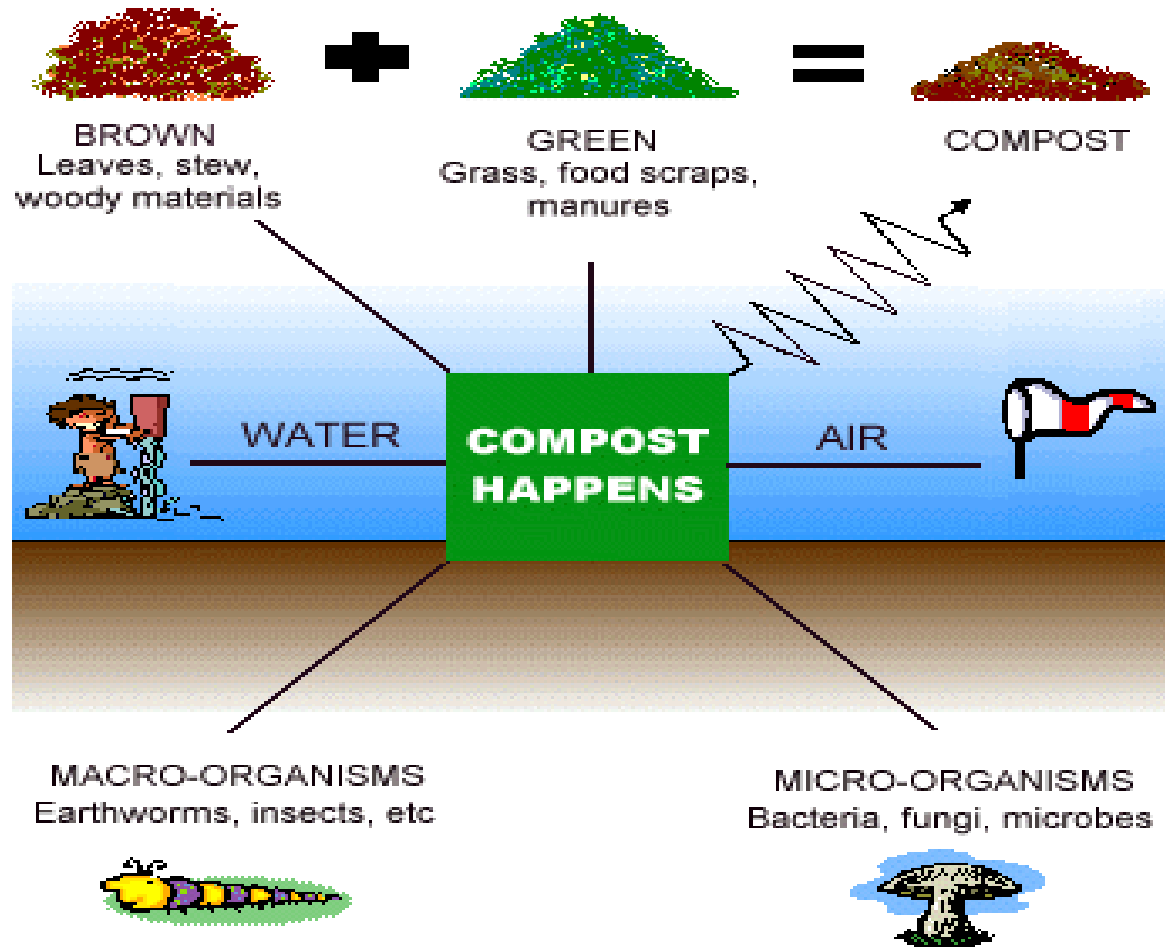 BROWN
Leaves, stew,
woody materials
GREEN
Grass, food scraps,
manures
COMPOST
WATER
COMPOST
HAPPENS
AIR
MACRO-ORGANISMS
Earthworms, insects, etc
MICRO-ORGANISMS
Bacteria, fungi, microbes